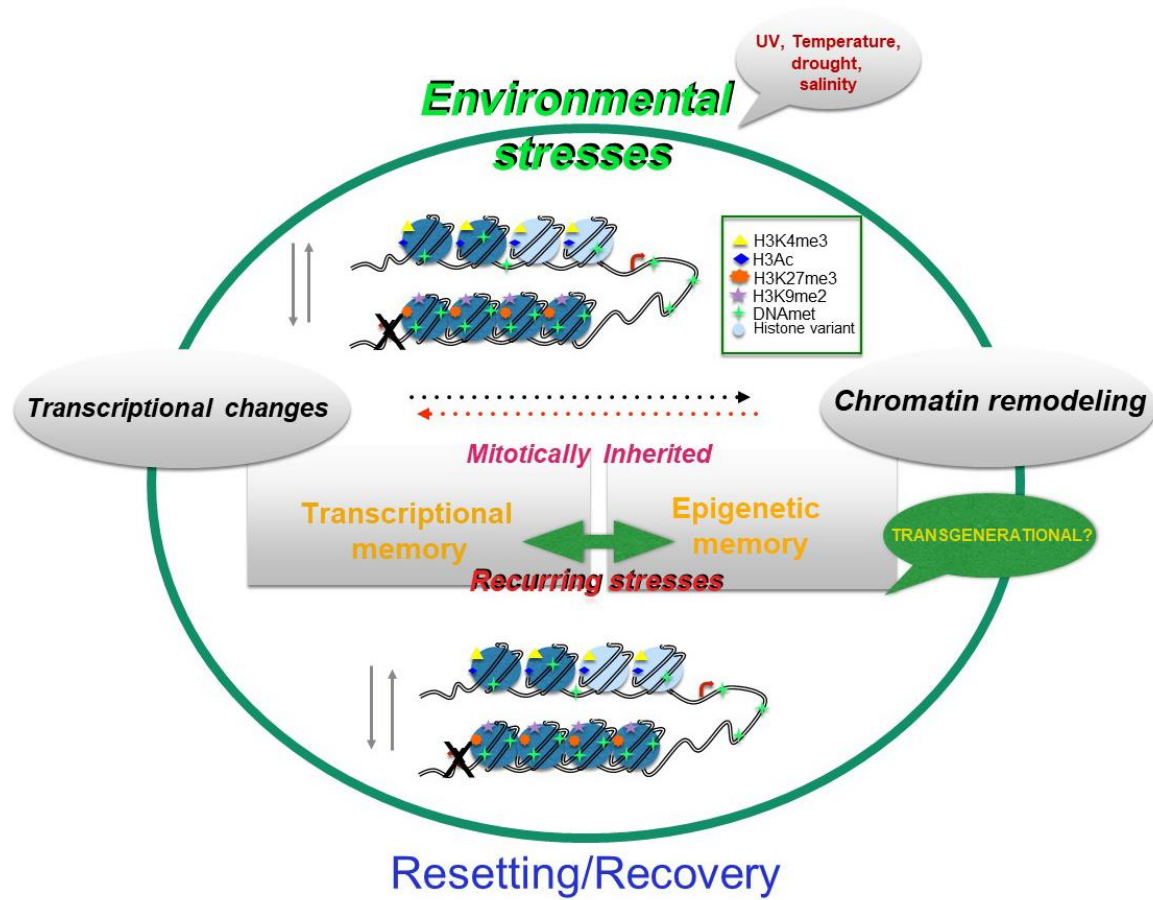 UV, Temperature,
drought,
salinity
Environmental
stresses
H3K4me3
H3Ac
H3K27me3
H3K9me2
DNAmet
Histone variant
Transcriptional changes
Chromatin remodeling
Mitotically Inherited
Transcriptional
memory
Epigenetic
memory
TRANSGENERATIONAL?
Recurring stresses
X
X
Resetting/Recovery